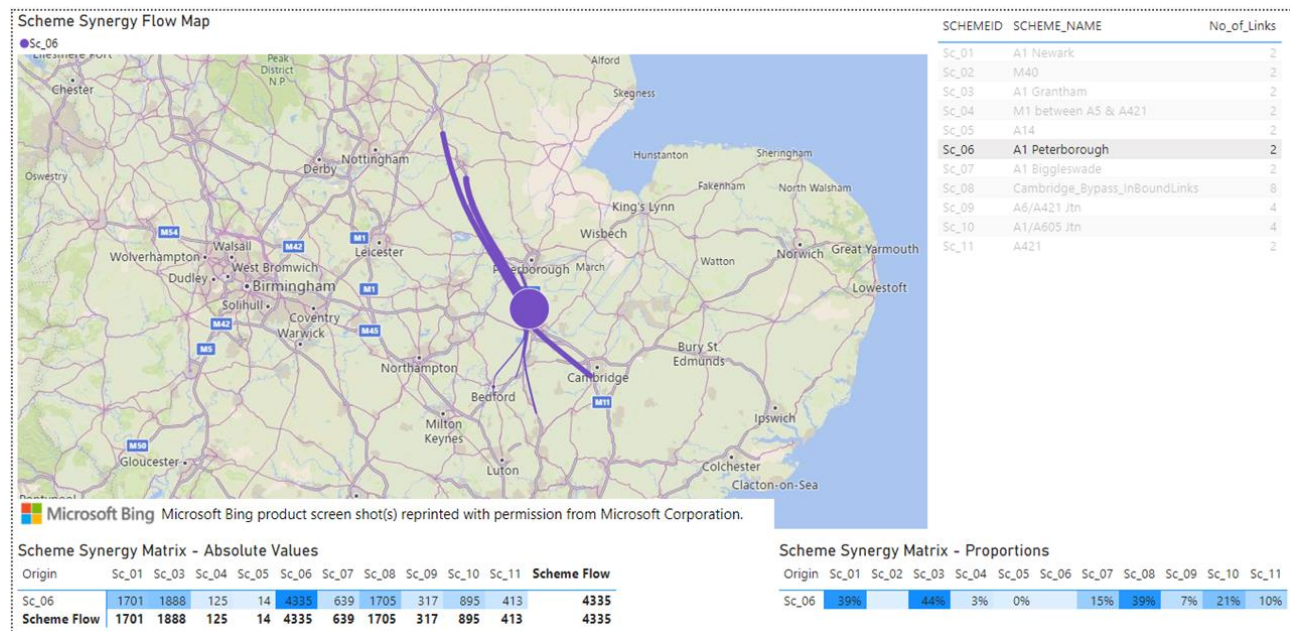 Scheme Synergy Flow Map
Sc_06
Ellesmere Port
Peak
District
N.P.
Alford
Chester
Skegness
Nottingham
Derby
Hunstanton
Sheringham
Oswestry
Fakenham
North Walsham
King's Lynn
M54
M1
Wisbech
Walsall
M42
Leicester
Wolverhampton
West Bromwich
Peterborough
March
Watton
Norwich
Great Yarmouth
Dudley
Birmingham
M1
Lowestoft
Solihull
Coventry
M42
M45
Warwick
M5
Bury St.
Edmunds
Northampton
Cambridge
Bedford
M11
Milton
Keynes
Ipswich
M50
Gloucester
Luton
Colchester
Clacton-on-Sea
Pontypool
Microsoft Bing Microsoft Bing product screen shot(s) reprinted with permission from Microsoft Corporation.
SCHEMEID SCHEME_NAME No_of_Links
Sc_01 A1 Newark 2
Sc_02 M40 2
Sc_03 A1 Grantham 2
Sc_04 M1 between A5 & A421 2
Sc_05 A14 2
Sc_06 A1 Peterborough 2
Sc_07 A1 Biggleswade 2
Sc_08 Cambridge_Bypass_InBoundLinks 8
Sc_09 A6/A421 Jtn 4
Sc_10 A1/A605 Jtn 4
Sc_11 A421 2
Scheme Synergy Matrix - Absolute Values
Origin Sc_01 Sc_03 Sc_04 Sc_05 Sc_06 Sc_07 Sc_08 Sc_09 Sc_10 Sc_11 Scheme Flow
Sc_06 1701 1888 125 14 4335 639 1705 317 895 413 4335
Scheme Flow 1701 1888 125 14 4335 639 1705 317 895 413 4335
Scheme Synergy Matrix - Proportions
Origin Sc_01 Sc_02 Sc_03 Sc_04 Sc_05 Sc_06 Sc_07 Sc_08 Sc_09 Sc_10 Sc_11
Sc_06 39% 44% 3% 0% 15% 39% 7% 21% 10%